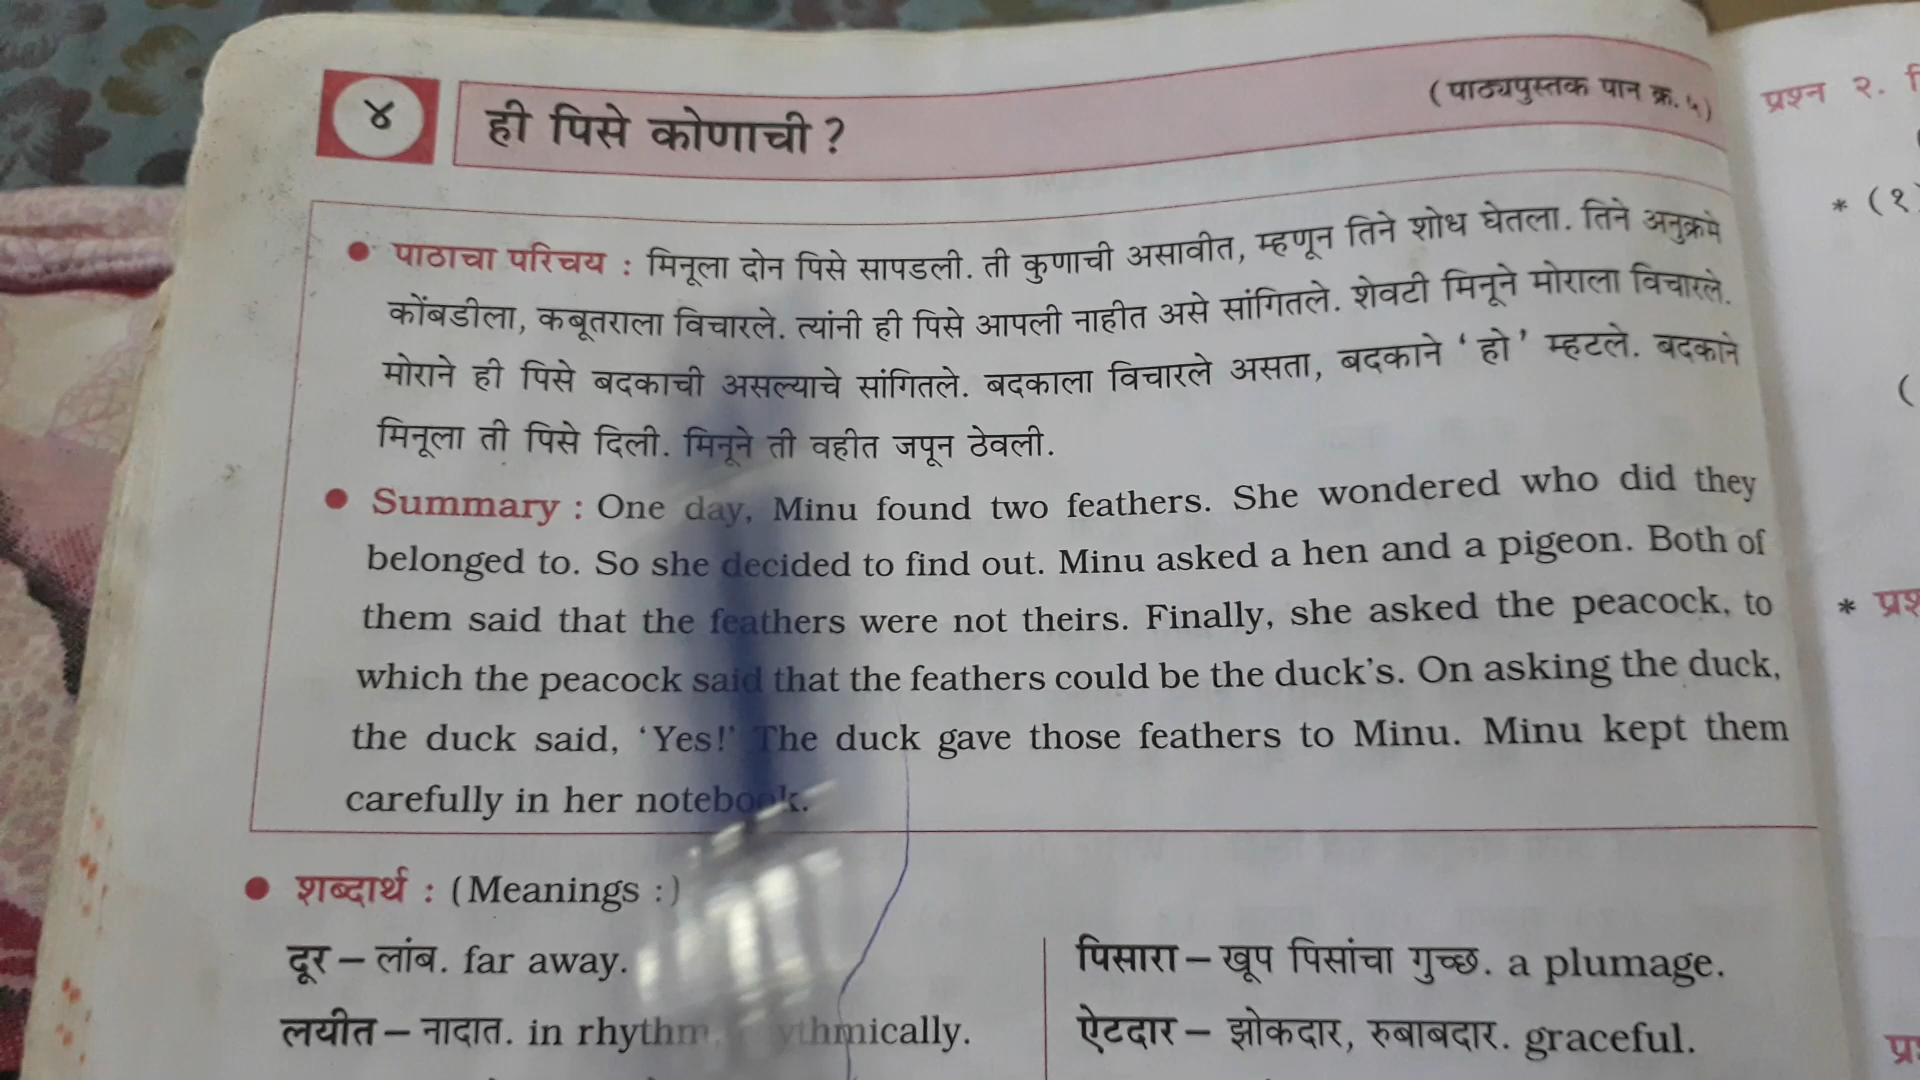 ४ ही पिसे कोणाची ? (पाठ्यपुस्तक पान क्र. ५)
• पाठाचा परिचय : मिनूला दोन पिसे सापडली. ती कुणाची असावीत, म्हणून तिने शोध घेतला. तिने अनुक्रमे
कोंबडीला, कबूतराला विचारले. त्यांनी ही पिसे आपली नाहीत असे सांगितले. शेवटी मिनूने मोराला विचारले.
मोराने ही पिसे बदकाची असल्याचे सांगितले. बदकाला विचारले असता, बदकाने ‘ हो ’ म्हटले. बदकाने
मिनूला ती पिसे दिली. मिनूने ती वहीत जपून ठेवली.
• Summary : One day, Minu found two feathers. She wondered who did they
belonged to. So she decided to find out. Minu asked a hen and a pigeon. Both of
them said that the feathers were not theirs. Finally, she asked the peacock, to
which the peacock said that the feathers could be the duck's. On asking the duck,
the duck said, ‘Yes!’ The duck gave those feathers to Minu. Minu kept them
carefully in her notebook.
• शब्दार्थ : (Meanings :)
दूर – लांब. far away.
लयीत – नादात. in rhythm,
पिसारा – खूप पिसांचा गुच्छ. a plumage.
ऐटदार – झोकदार, रुबाबदार. graceful.
प्रश्न २.
* (१)